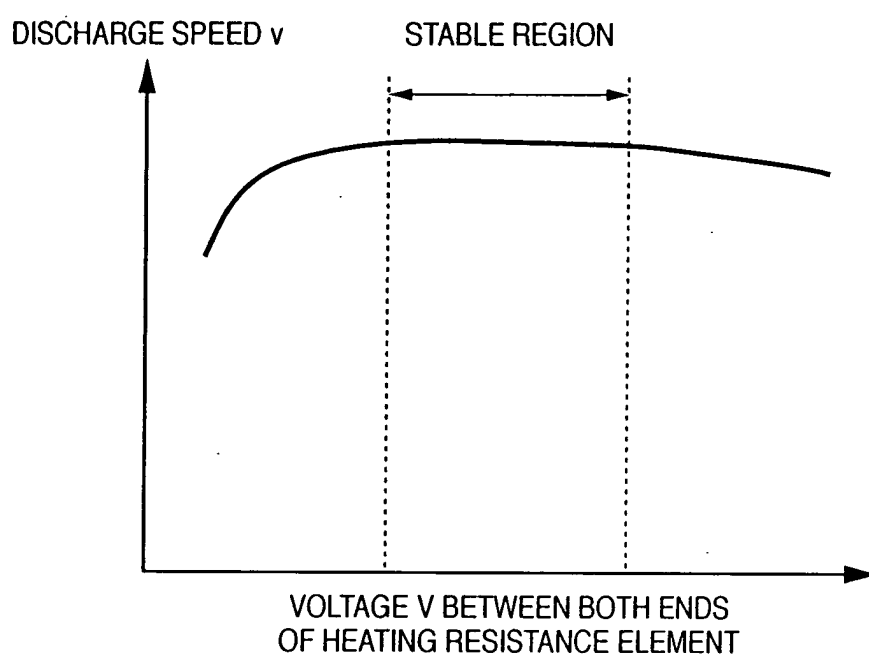 DISCHARGE SPEED v
STABLE REGION
VOLTAGE V BETWEEN BOTH ENDS
OF HEATING RESISTANCE ELEMENT